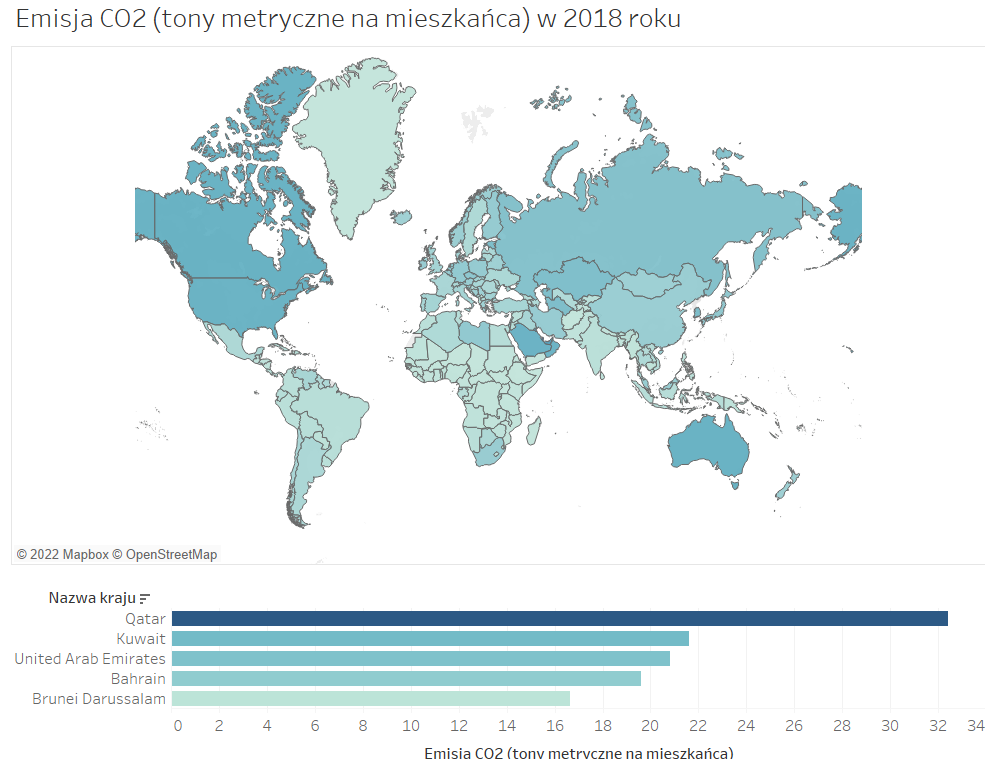 Emisja CO2 (tony metryczne na mieszkańca) w 2018 roku
© 2022 Mapbox © OpenStreetMap
Nazwa kraju
Qatar
Kuwait
United Arab Emirates
Bahrain
Brunei Darussalam
0 2 4 6 8 10 12 14 16 18 20 22 24 26 28 30 32 34
Emisja CO2 (tony metryczne na mieszkańca)